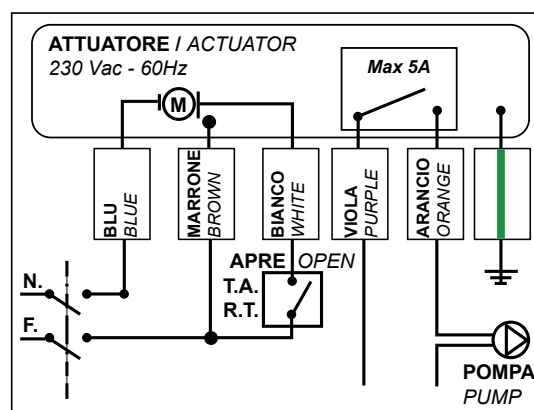 ATTUATORE / ACTUATOR
230 Vac - 60Hz
Max 5A
M
BLU
BLUE
MARRONE
BROWN
BIANCO
WHITE
VIOLA
PURPLE
ARANCIO
ORANGE
APRE OPEN
T.A.
R.T.
N.
F.
POMPA
PUMP